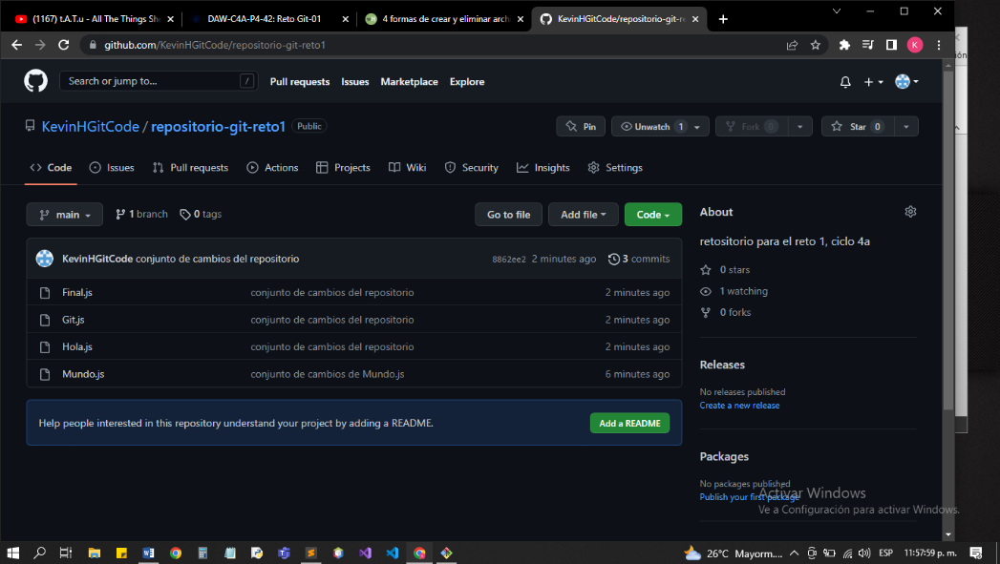 (1167) t.A.T.u - All The Things She
DAW-C4A-P4-42: Reto Git-01
4 formas de crear y eliminar arch
KevinHGitCode/repositorio-git-re
github.com/KevinHGitCode/repositorio-git-reto1
K
ión
Search or jump to...
/
Pull requests
Issues
Marketplace
Explore
KevinHGitCode / repositorio-git-reto1
Public
Pin
Unwatch 1
Fork 0
Star 0
Code
Issues
Pull requests
Actions
Projects
Wiki
Security
Insights
Settings
main
1 branch
0 tags
Go to file
Add file
Code
KevinHGitCode conjunto de cambios del repositorio
8862ee2 2 minutes ago
3 commits
Final.js conjunto de cambios del repositorio 2 minutes ago
Git.js conjunto de cambios del repositorio 2 minutes ago
Hola.js conjunto de cambios del repositorio 2 minutes ago
Mundo.js conjunto de cambios de Mundo.js 6 minutes ago
Help people interested in this repository understand your project by adding a README.
Add a README
About
retositorio para el reto 1, ciclo 4a
0 stars
1 watching
0 forks
Releases
No releases published
Create a new release
Packages
No packages published
Publish your first package
Activar Windows
Ve a Configuración para activar Windows.
26°C Mayorm....
ESP
11:57:59 p. m.